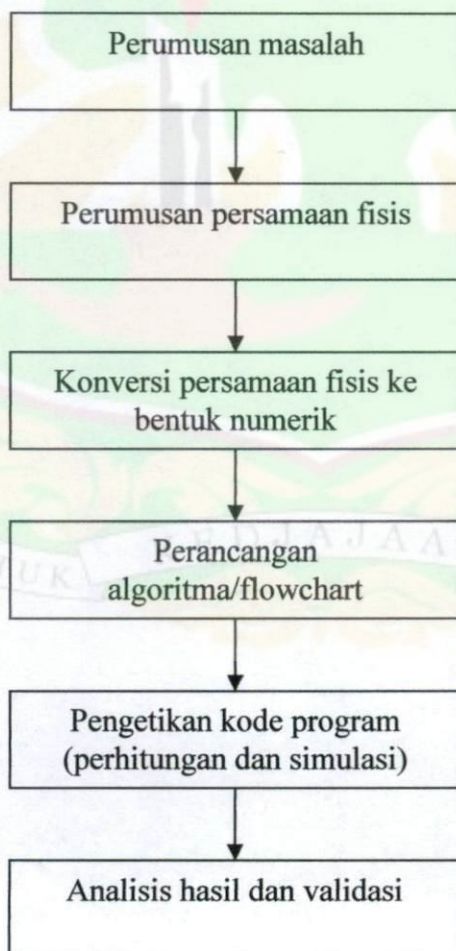 Perumusan masalah
Perumusan persamaan fisis
Konversi persamaan fisis ke
bentuk numerik
Perancangan
algoritma/flowchart
Pengetikan kode program
(perhitungan dan simulasi)
Analisis hasil dan validasi